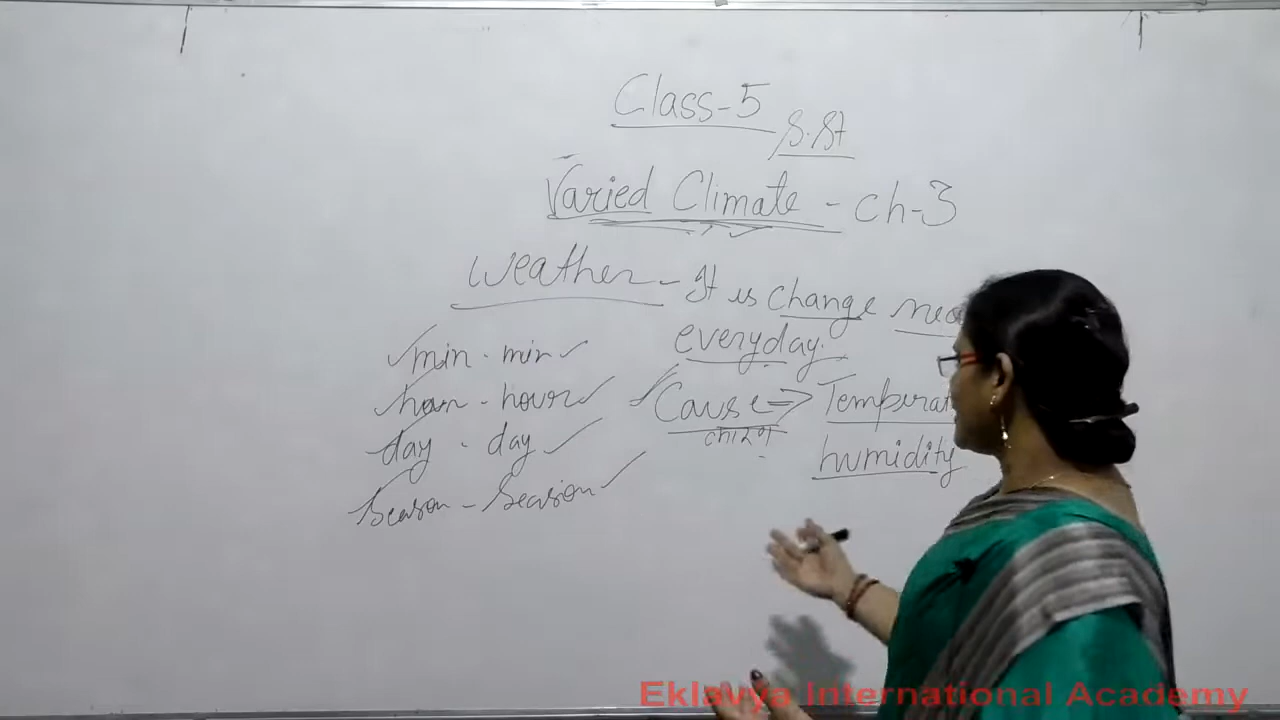 Class-5
S.St
Varied Climate - Ch-3
Weather - It is change
everyday.
min - min
hour - hour
day - day
Season - Season
Cause => Temperat
humidity
Eklavya International Academy